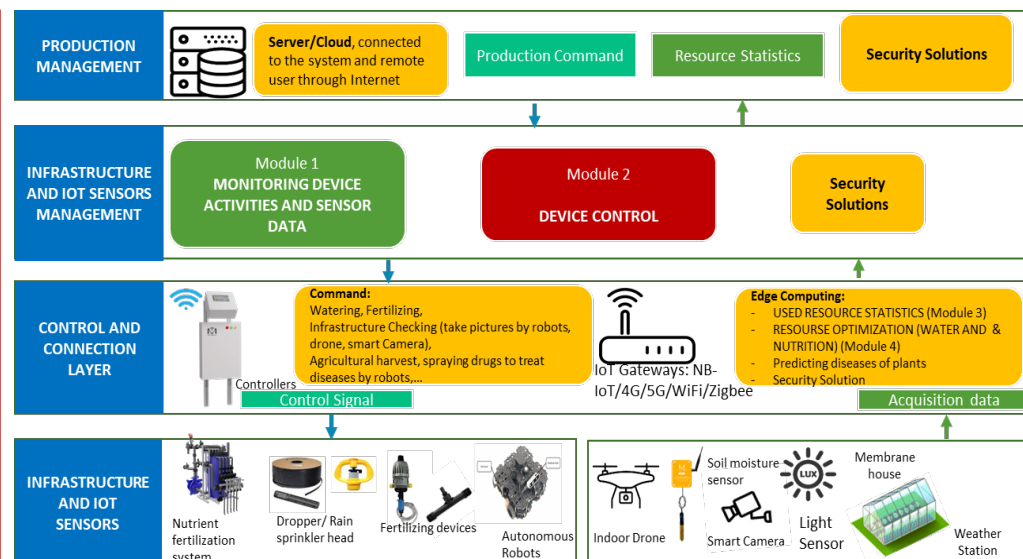 PRODUCTION
MANAGEMENT
Server/Cloud, connected
to the system and remote
user through Internet
Production Command
Resource Statistics
Security Solutions
INFRASTRUCTURE
AND IOT SENSORS
MANAGEMENT
Module 1
MONITORING DEVICE
ACTIVITIES AND SENSOR
DATA
Module 2
DEVICE CONTROL
Security
Solutions
CONTROL AND
CONNECTION
LAYER
Controllers
Command:
Watering, Fertilizing,
Infrastructure Checking (take pictures by robots,
drone, smart Camera),
Agricultural harvest, spraying drugs to treat
diseases by robots,...
Control Signal
IoT Gateways: NB-
IoT/4G/5G/WiFi/Zigbee
Edge Computing:
- USED RESOURCE STATISTICS (Module 3)
- RESOURSE OPTIMIZATION (WATER AND &
NUTRITION) (Module 4)
- Predicting diseases of plants
- Security Solution
Acquisition data
INFRASTRUCTURE
AND IOT
SENSORS
Nutrient
fertilization
system
Dropper/ Rain
sprinkler head
Fertilizing devices
Autonomous
Robots
Indoor Drone
Soil moisture
sensor
Smart Camera
LUX
Light
Sensor
Membrane
house
Weather
Station